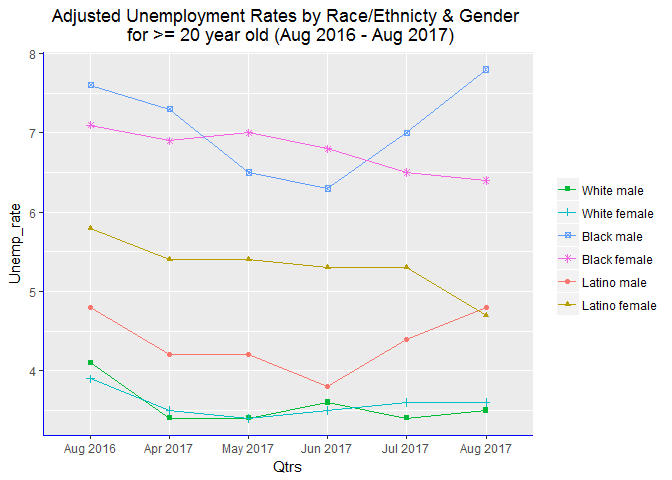 Adjusted Unemployment Rates by Race/Ethnicty & Gender
for >= 20 year old (Aug 2016 - Aug 2017)
8
7
6
5
4
Unemp_rate
Aug 2016 Apr 2017 May 2017 Jun 2017 Jul 2017 Aug 2017
Qtrs
White male
White female
Black male
Black female
Latino male
Latino female